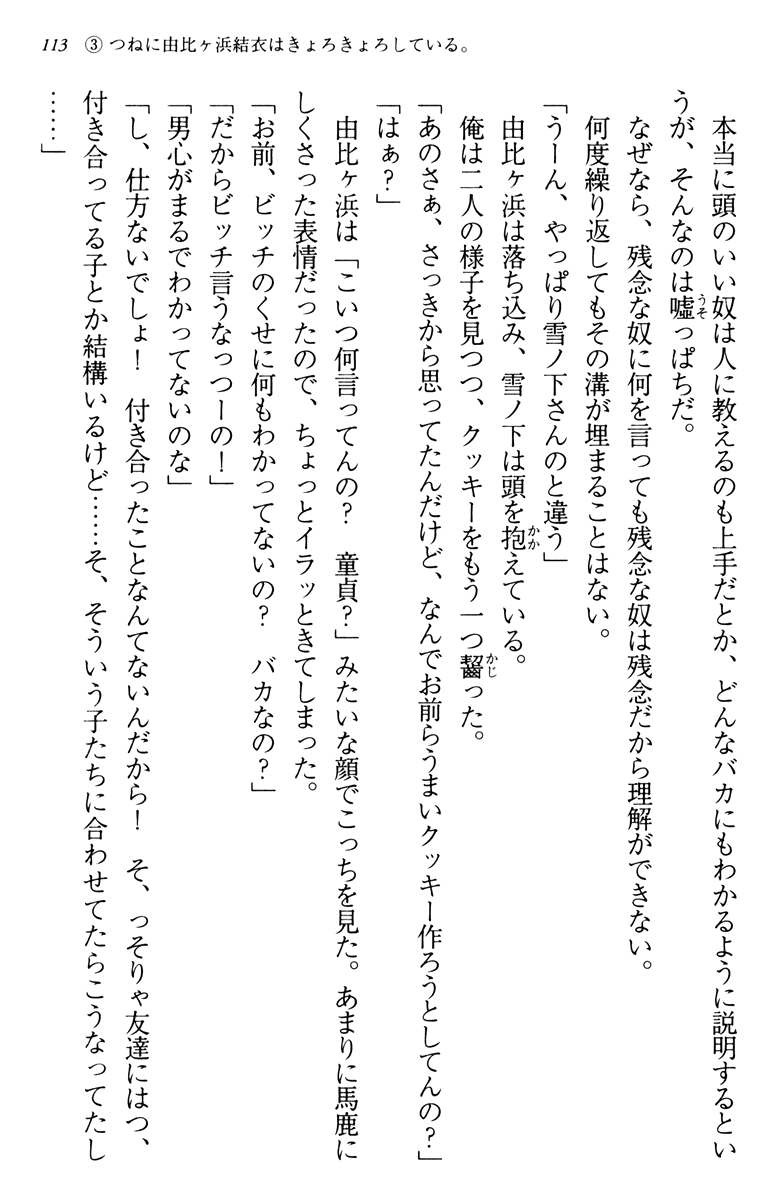 113 ③ つねに由比ヶ浜結衣はきょろきょろしている。
　本当に頭のいい奴は人に教えるのも上手だとか、どんなバカにもわかるように説明するとい
うが、そんなのは嘘っぱちだ。
　なぜなら、残念な奴に何を言っても残念な奴は残念だから理解ができない。
　何度繰り返してもその溝が埋まることはない。
「うーん、やっぱり雪ノ下さんのと違う」
　由比ヶ浜は落ち込み、雪ノ下は頭を抱えている。
　俺は二人の様子を見つつ、クッキーをもう一つ齧った。
「あのさぁ、さっきから思ってたんだけど、なんでお前らうまいクッキー作ろうとしてんの？」
「はぁ？」
　由比ヶ浜は「こいつ何言ってんの？　童貞？」みたいな顔でこっちを見た。あまりに馬鹿に
しくさった表情だったので、ちょっとイラッときてしまった。
「お前、ビッチのくせに何もわかってないの？　バカなの？」
「だからビッチ言うなっつーの！」
「男心がまるでわかってないのな」
「し、仕方ないでしょ！　付き合ったことなんてないんだから！　そ、っそりゃ友達にはつ、
付き合ってる子とか結構いるけど……そ、そういう子たちに合わせてたらこうなってたし
……」